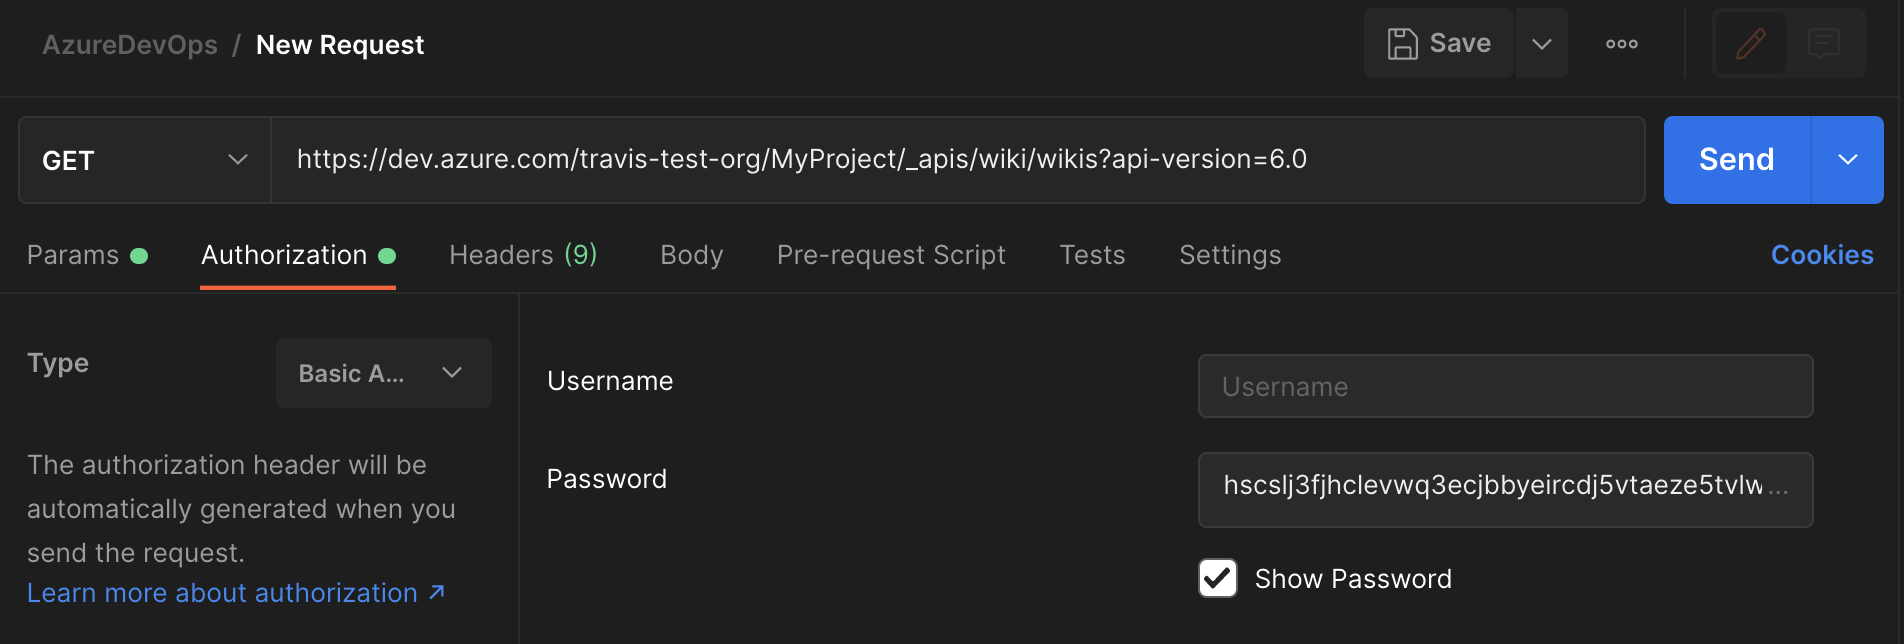 AzureDevOps / New Request
Save
GET
https://dev.azure.com/travis-test-org/MyProject/_apis/wiki/wikis?api-version=6.0
Send
Params
Authorization
Headers (9)
Body
Pre-request Script
Tests
Settings
Cookies
Type
Basic A...
The authorization header will be
automatically generated when you
send the request.
Learn more about authorization ↗
Username
Username
Password
hscslj3fjhclevwq3ecjbbyeircdj5vtaeze5tvlw...
Show Password